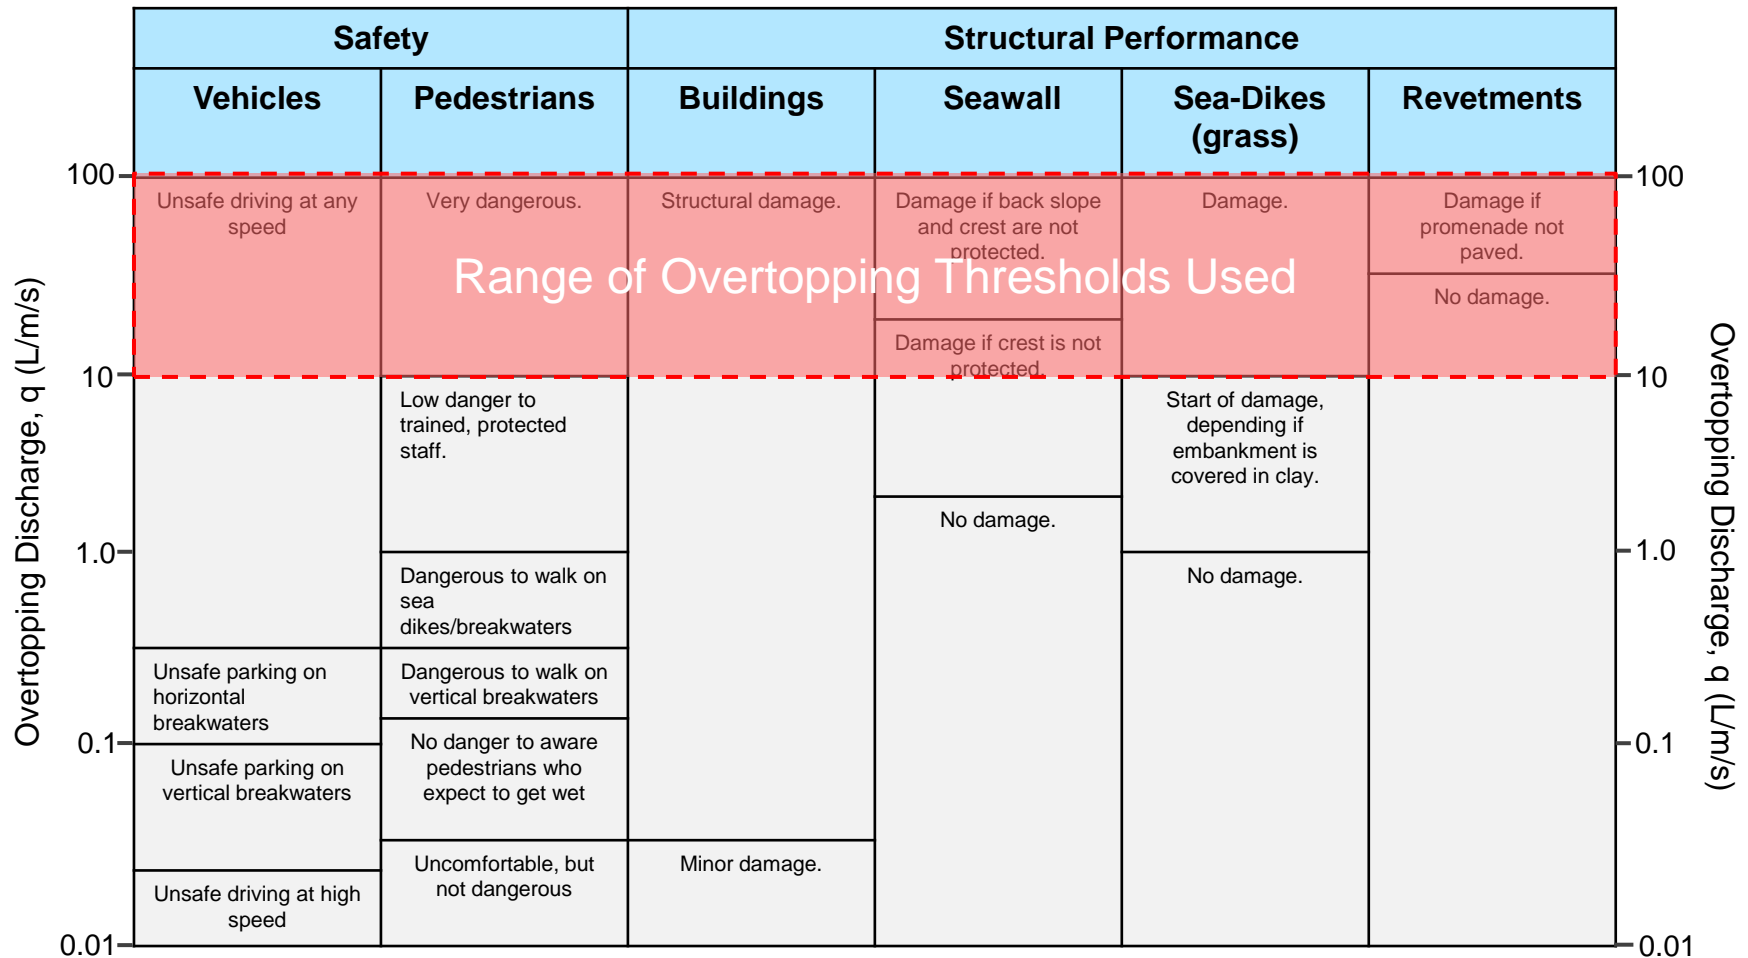 Safety
Structural Performance
Vehicles
Pedestrians
Buildings
Seawall
Sea-Dikes
(grass)
Revetments
100
10
1.0
0.1
0.01
Overtopping Discharge, q (L/m/s)
Unsafe driving at any
speed
Unsafe parking on
horizontal
breakwaters
Unsafe parking on
vertical breakwaters
Unsafe driving at high
speed
Very dangerous.
Low danger to
trained, protected
staff.
Dangerous to walk on
sea
dikes/breakwaters
Dangerous to walk on
vertical breakwaters
No danger to aware
pedestrians who
expect to get wet
Uncomfortable, but
not dangerous
Structural damage.
Minor damage.
Damage if back slope
and crest are not
protected.
Damage if crest is not
protected.
No damage.
Damage.
Start of damage,
depending if
embankment is
covered in clay.
No damage.
Damage if
promenade not
paved.
No damage.
Range of Overtopping Thresholds Used
100
10
1.0
0.1
0.01
Overtopping Discharge, q (L/m/s)